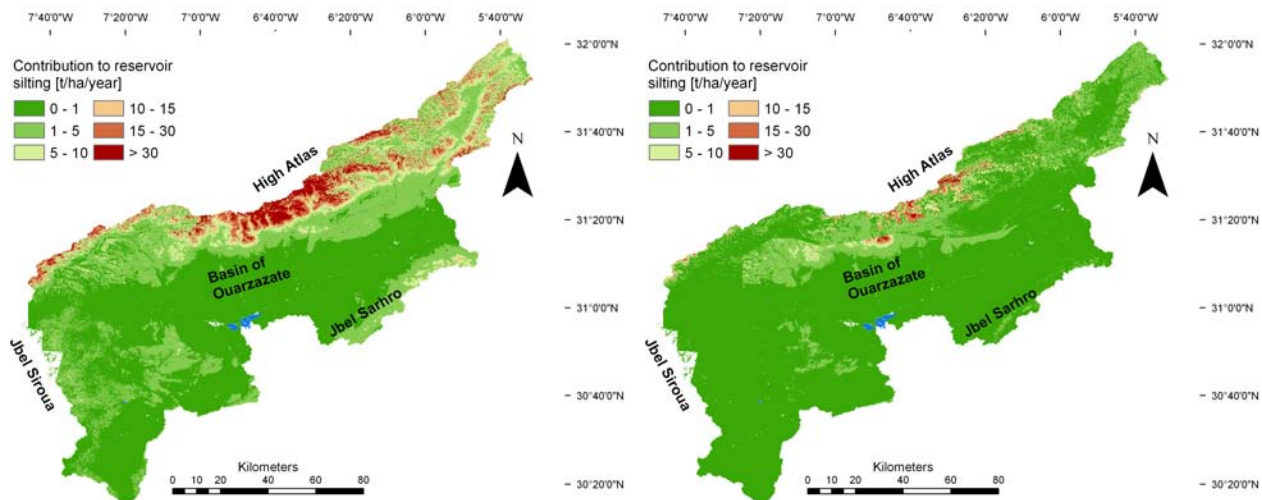 7°40'0"W 7°20'0"W 7°0'0"W 6°40'0"W 6°20'0"W 6°0'0"W 5°40'0"W
32°0'0"N
31°40'0"N
31°20'0"N
31°0'0"N
30°40'0"N
30°20'0"N
Contribution to reservoir
silting [t/ha/year]
0 - 1
1 - 5
5 - 10
10 - 15
15 - 30
> 30
N
High Atlas
Basin of
Ouarzazate
Jbel Sarhro
Jbel Siroua
Kilometers
0 10 20 40 60 80
7°40'0"W 7°20'0"W 7°0'0"W 6°40'0"W 6°20'0"W 6°0'0"W 5°40'0"W
32°0'0"N
31°40'0"N
31°20'0"N
31°0'0"N
30°40'0"N
30°20'0"N
Contribution to reservoir
silting [t/ha/year]
0 - 1
1 - 5
5 - 10
10 - 15
15 - 30
> 30
N
High Atlas
Basin of
Ouarzazate
Jbel Sarhro
Jbel Siroua
Kilometers
0 10 20 40 60 80